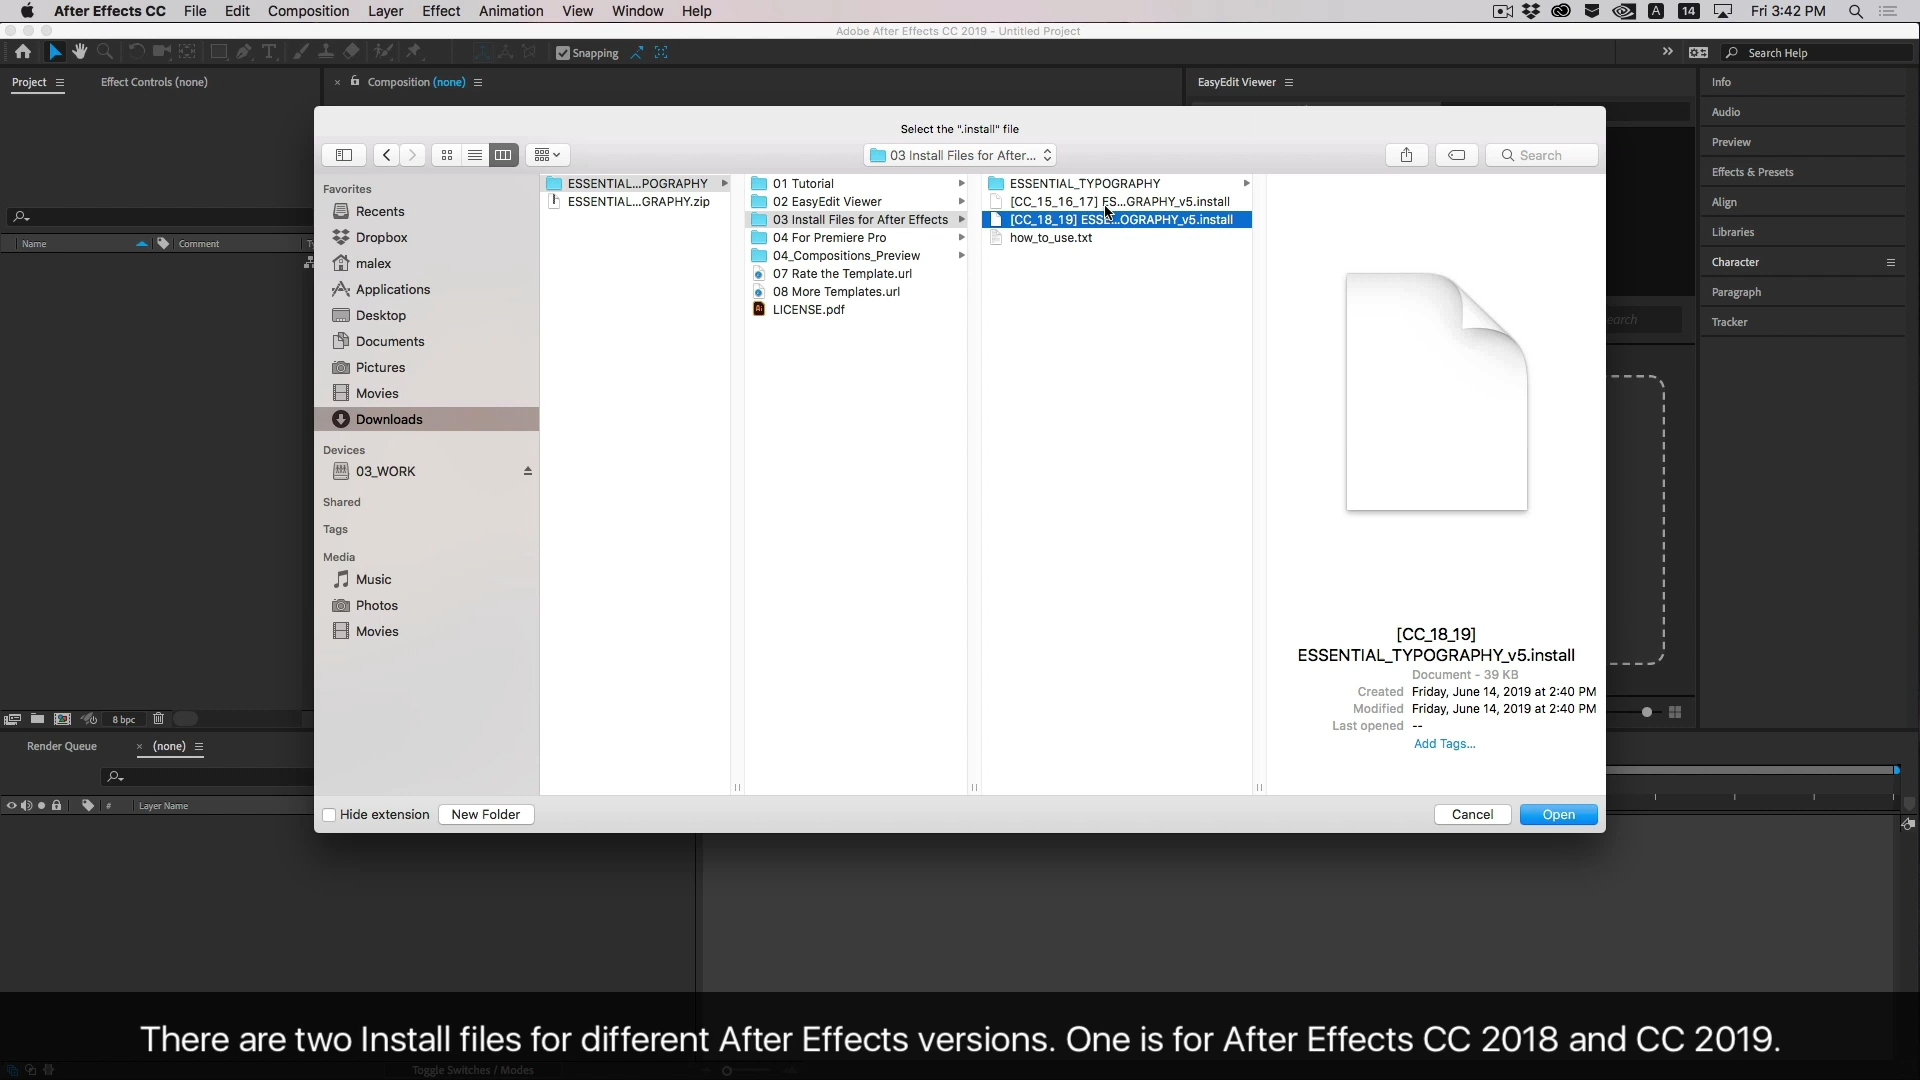 After Effects CC File Edit Composition Layer Effect Animation View Window Help
14 Fri 3:42 PM
Adobe After Effects CC 2019 - Untitled Project
Snapping
Search Help
Project
Effect Controls (none)
Composition (none)
EasyEdit Viewer
Info
Audio
Preview
Effects & Presets
Align
Libraries
Character
Paragraph
Tracker
Select the ".install" file
03 Install Files for After...
Search
Favorites
Recents
Dropbox
malex
Applications
Desktop
Documents
Pictures
Movies
Downloads
Devices
03_WORK
Shared
Tags
Media
Music
Photos
Movies
ESSENTIAL...POGRAPHY
ESSENTIAL...GRAPHY.zip
01 Tutorial
02 EasyEdit Viewer
03 Install Files for After Effects
04 For Premiere Pro
04_Compositions_Preview
07 Rate the Template.url
08 More Templates.url
LICENSE.pdf
ESSENTIAL_TYPOGRAPHY
[CC_15_16_17] ES...GRAPHY_v5.install
[CC_18_19] ESSE...OGRAPHY_v5.install
how_to_use.txt
[CC_18_19]
ESSENTIAL_TYPOGRAPHY_v5.install
Document - 39 KB
Created Friday, June 14, 2019 at 2:40 PM
Modified Friday, June 14, 2019 at 2:40 PM
Last opened --
Add Tags...
Hide extension
New Folder
Cancel
Open
Name
Comment
8 bpc
Render Queue
(none)
# Layer Name
There are two Install files for different After Effects versions. One is for After Effects CC 2018 and CC 2019.
Toggle Switches / Modes